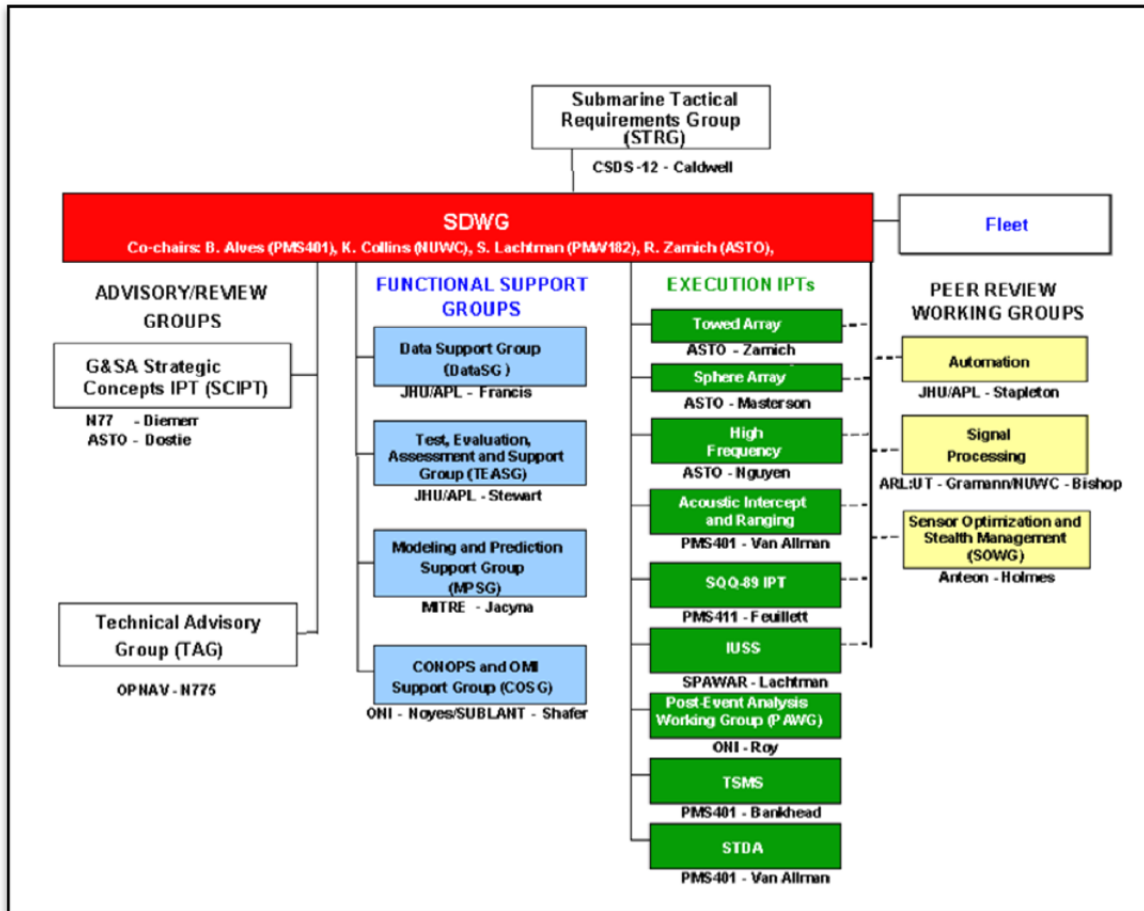 Submarine Tactical
Requirements Group
(STRG)
CSDS-12 - Caldwell
SDWG
Co-chairs: B. Alves (PMS401), K. Collins (NUWC), S. Lachtman (PMW182), R. Zarnich (ASTO),
Fleet
ADVISORY/REVIEW
GROUPS
G&SA Strategic
Concepts IPT (SCIPT)
N77 - Diemerr
ASTO - Dostie
Technical Advisory
Group (TAG)
OPNAV - N775
FUNCTIONAL SUPPORT
GROUPS
Data Support Group
(DataSG )
JHU/APL - Francis
Test, Evaluation,
Assessment and Support
Group (TEASG)
JHU/APL - Stewart
Modeling and Prediction
Support Group
(MPSG)
MITRE - Jacyna
CONOPS and OMI
Support Group (COSG)
ONI - Noyes/SUBLANT - Shafer
EXECUTION IPTs
Towed Array
ASTO - Zarnich
Sphere Array
ASTO - Masterson
High
Frequency
ASTO - Nguyen
Acoustic Intercept
and Ranging
PMS401 - Van Allman
SQQ-89 IPT
PMS411 - Feuillett
IUSS
SPAWAR - Lachtman
Post-Event Analysis
Working Group (PAWG)
ONI - Roy
TSMS
PMS401 - Bankhead
STDA
PMS401 - Van Allman
PEER REVIEW
WORKING GROUPS
Automation
JHU/APL - Stapleton
Signal
Processing
ARL:UT - Gramann/NUWC - Bishop
Sensor Optimization and
Stealth Management
(SOWG)
Anteon - Holmes